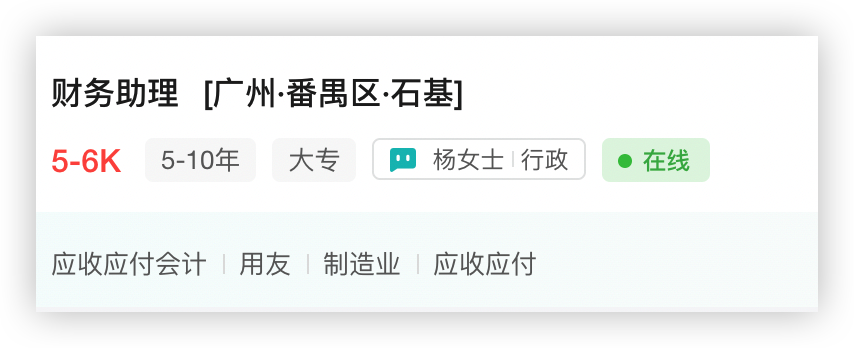 财务助理 [广州·番禺区·石基]
5-6K 5-10年 大专 杨女士 行政 在线
应收应付会计 用友 制造业 应收应付